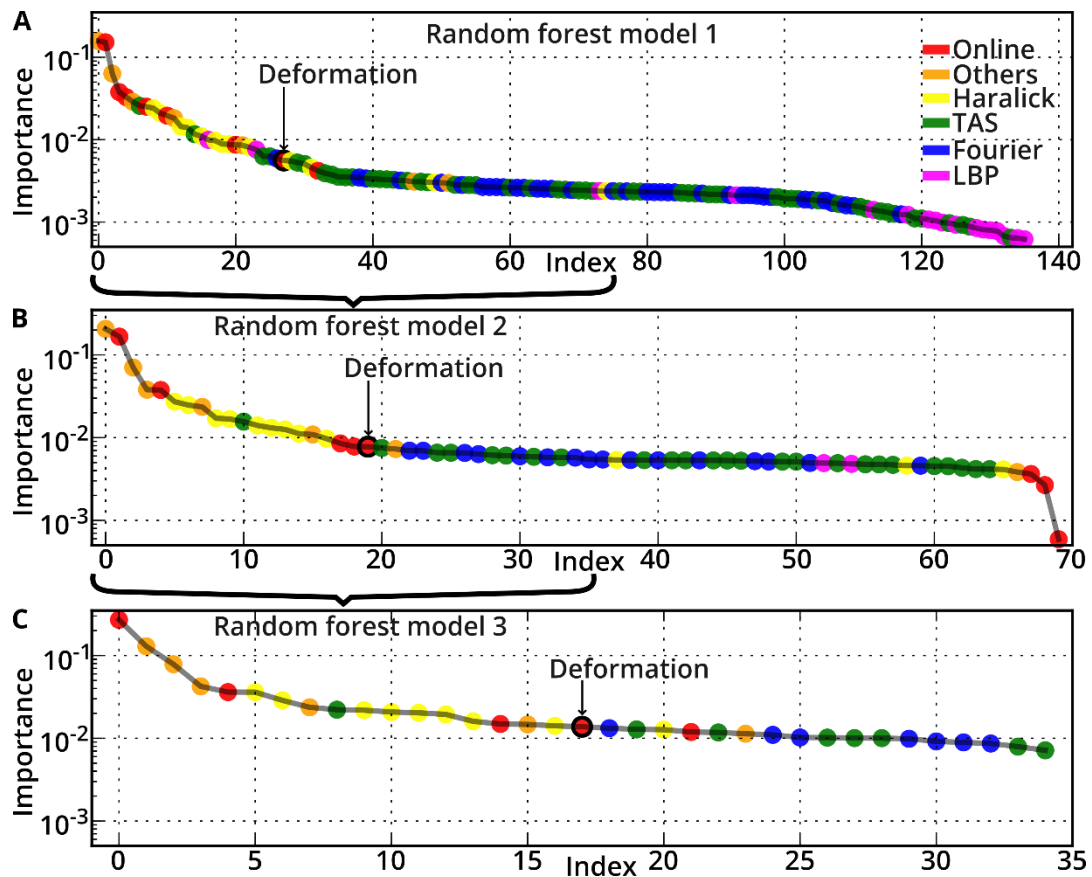 A
Random forest model 1
Deformation
Importance
10-1
10-2
10-3
Online
Others
Haralick
TAS
Fourier
LBP
0 20 40 60 80 100 120 140
Index
B
Random forest model 2
Deformation
Importance
10-1
10-2
10-3
0 10 20 30 40 50 60 70
Index
C
Random forest model 3
Deformation
Importance
10-1
10-2
10-3
0 5 10 15 20 25 30 35
Index